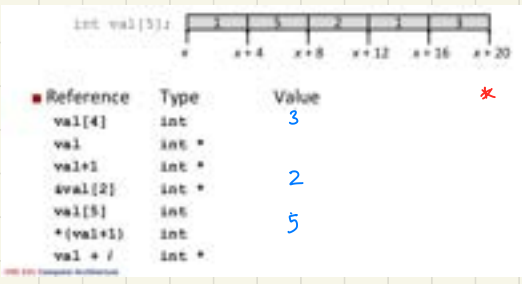 int val[5]; 1 5 2 1 3
x x+4 x+8 x+12 x+16 x+20
■ Reference Type Value *
val[4] int 3
val int *
val+1 int *
&val[2] int * 2
val[5] int
*(val+1) int 5
val + i int *
Computer Architecture